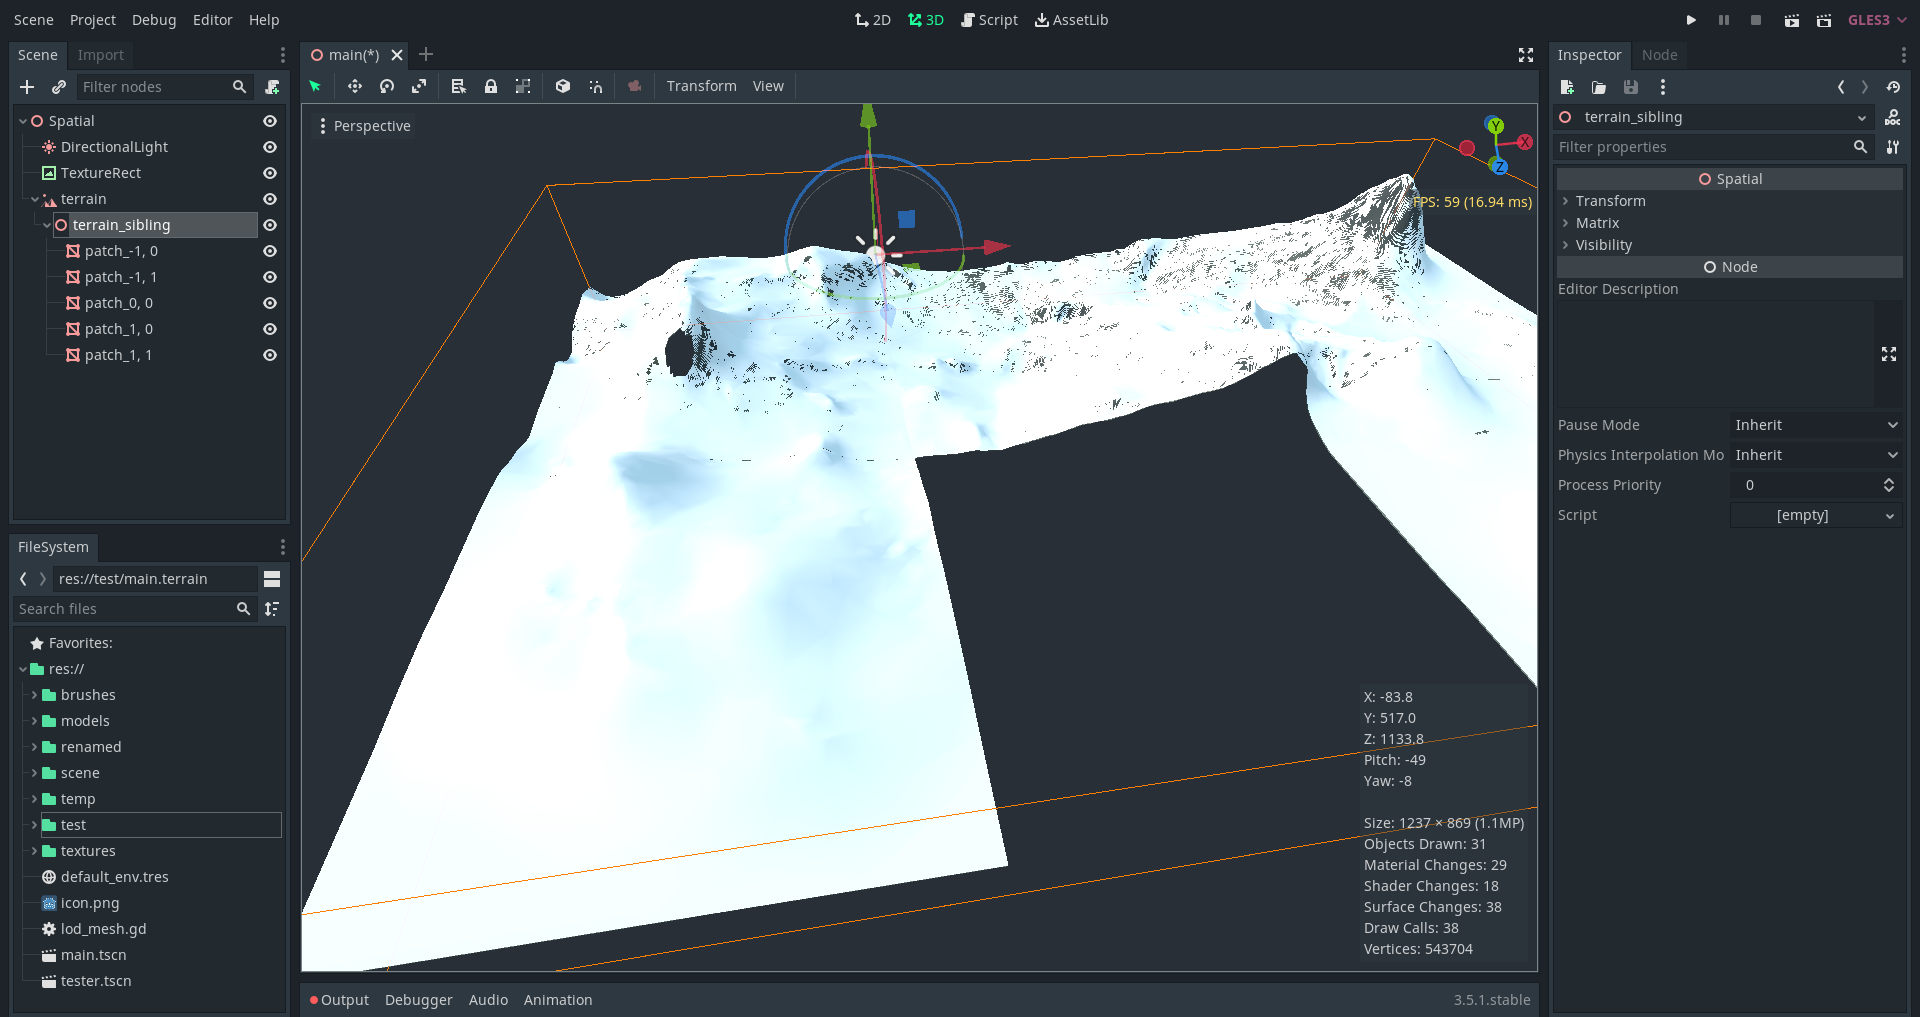 Scene Project Debug Editor Help
2D 3D Script AssetLib
GLES3
Scene Import
Filter nodes
Spatial
DirectionalLight
TextureRect
terrain
terrain_sibling
patch_-1, 0
patch_-1, 1
patch_0, 0
patch_1, 0
patch_1, 1
FileSystem
res://test/main.terrain
Search files
Favorites:
res://
brushes
models
renamed
scene
temp
test
textures
default_env.tres
icon.png
lod_mesh.gd
main.tscn
tester.tscn
main(*)
Transform View
Perspective
Y
X
Z
FPS: 59 (16.94 ms)
X: -83.8
Y: 517.0
Z: 1133.8
Pitch: -49
Yaw: -8
Size: 1237 × 869 (1.1MP)
Objects Drawn: 31
Material Changes: 29
Shader Changes: 18
Surface Changes: 38
Draw Calls: 38
Vertices: 543704
Output Debugger Audio Animation
3.5.1.stable
Inspector Node
terrain_sibling
Filter properties
Spatial
Transform
Matrix
Visibility
Node
Editor Description
Pause Mode Inherit
Physics Interpolation Mo Inherit
Process Priority 0
Script [empty]